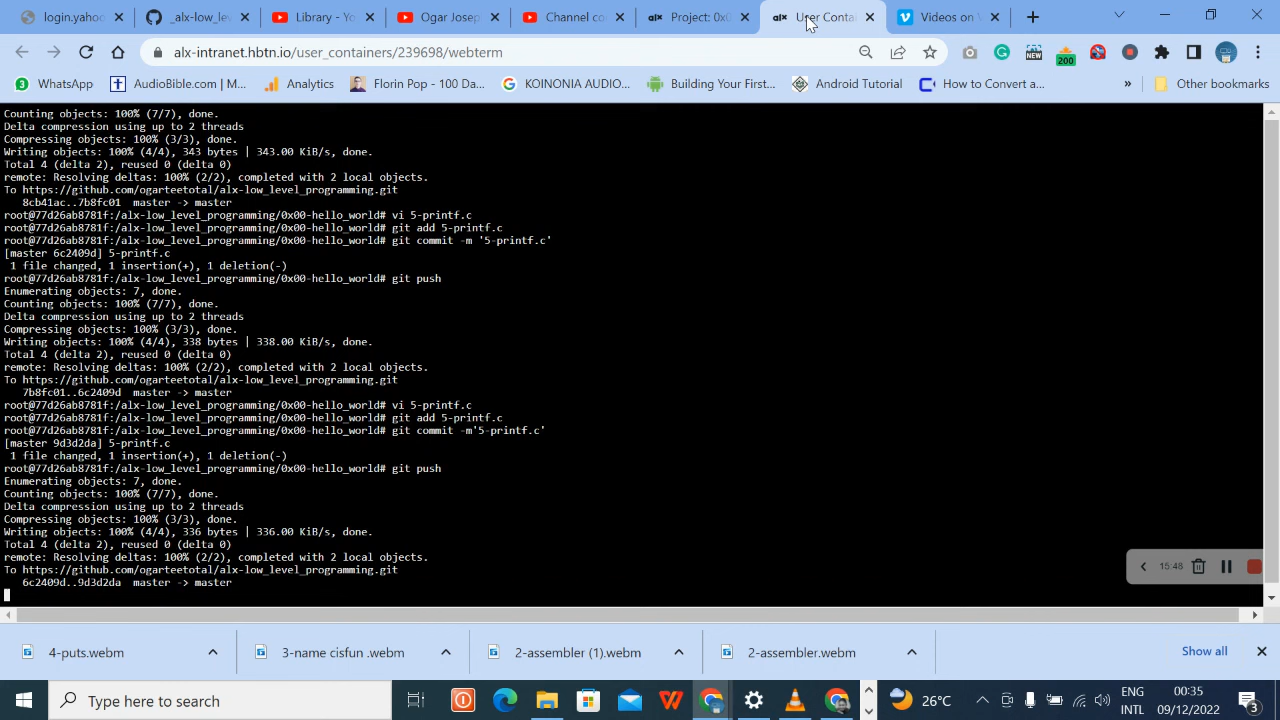 login.yahoo
_alx-low_leve
Library - Yo
Ogar Josep
Channel co
Project: 0x0
User Contai
Videos on V
alx-intranet.hbtn.io/user_containers/239698/webterm
NEW
200
3
WhatsApp
AudioBible.com | M...
Analytics
Florin Pop - 100 Da...
KOINONIA AUDIO...
Building Your First...
Android Tutorial
How to Convert a...
»
Other bookmarks
Counting objects: 100% (7/7), done.
Delta compression using up to 2 threads
Compressing objects: 100% (3/3), done.
Writing objects: 100% (4/4), 343 bytes | 343.00 KiB/s, done.
Total 4 (delta 2), reused 0 (delta 0)
remote: Resolving deltas: 100% (2/2), completed with 2 local objects.
To https://github.com/ogarteetotal/alx-low_level_programming.git
8cb41ac..7b8fc01 master -> master
root@77d26ab8781f:/alx-low_level_programming/0x00-hello_world# vi 5-printf.c
root@77d26ab8781f:/alx-low_level_programming/0x00-hello_world# git add 5-printf.c
root@77d26ab8781f:/alx-low_level_programming/0x00-hello_world# git commit -m '5-printf.c'
[master 6c2409d] 5-printf.c
1 file changed, 1 insertion(+), 1 deletion(-)
root@77d26ab8781f:/alx-low_level_programming/0x00-hello_world# git push
Enumerating objects: 7, done.
Counting objects: 100% (7/7), done.
Delta compression using up to 2 threads
Compressing objects: 100% (3/3), done.
Writing objects: 100% (4/4), 338 bytes | 338.00 KiB/s, done.
Total 4 (delta 2), reused 0 (delta 0)
remote: Resolving deltas: 100% (2/2), completed with 2 local objects.
To https://github.com/ogarteetotal/alx-low_level_programming.git
7b8fc01..6c2409d master -> master
root@77d26ab8781f:/alx-low_level_programming/0x00-hello_world# vi 5-printf.c
root@77d26ab8781f:/alx-low_level_programming/0x00-hello_world# git add 5-printf.c
root@77d26ab8781f:/alx-low_level_programming/0x00-hello_world# git commit -m'5-printf.c'
[master 9d3d2da] 5-printf.c
1 file changed, 1 insertion(+), 1 deletion(-)
root@77d26ab8781f:/alx-low_level_programming/0x00-hello_world# git push
Enumerating objects: 7, done.
Counting objects: 100% (7/7), done.
Delta compression using up to 2 threads
Compressing objects: 100% (3/3), done.
Writing objects: 100% (4/4), 336 bytes | 336.00 KiB/s, done.
Total 4 (delta 2), reused 0 (delta 0)
remote: Resolving deltas: 100% (2/2), completed with 2 local objects.
To https://github.com/ogarteetotal/alx-low_level_programming.git
6c2409d..9d3d2da master -> master
15:48
4-puts.webm
3-name cisfun .webm
2-assembler (1).webm
2-assembler.webm
Show all
Type here to search
26°C
ENG
INTL
00:35
09/12/2022
3